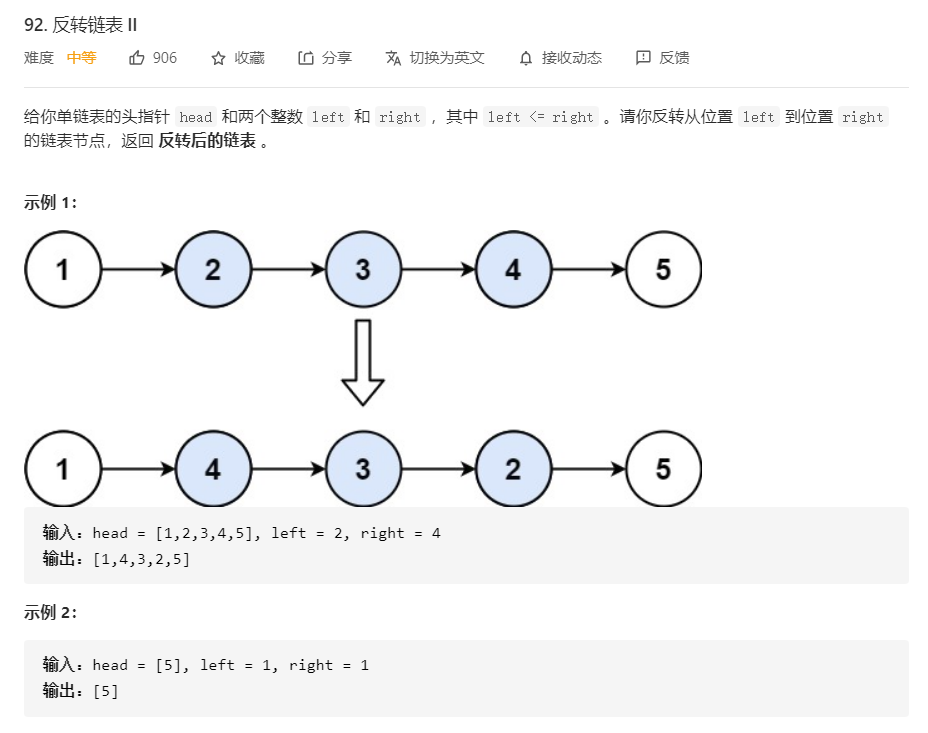 92. 反转链表 II
难度 中等 906 收藏 分享 切换为英文 接收动态 反馈
给你单链表的头指针 head 和两个整数 left 和 right ，其中 left <= right 。请你反转从位置 left 到位置 right
的链表节点，返回 反转后的链表 。
示例 1：
1 2 3 4 5
1 4 3 2 5
输入：head = [1,2,3,4,5], left = 2, right = 4
输出：[1,4,3,2,5]
示例 2：
输入：head = [5], left = 1, right = 1
输出：[5]